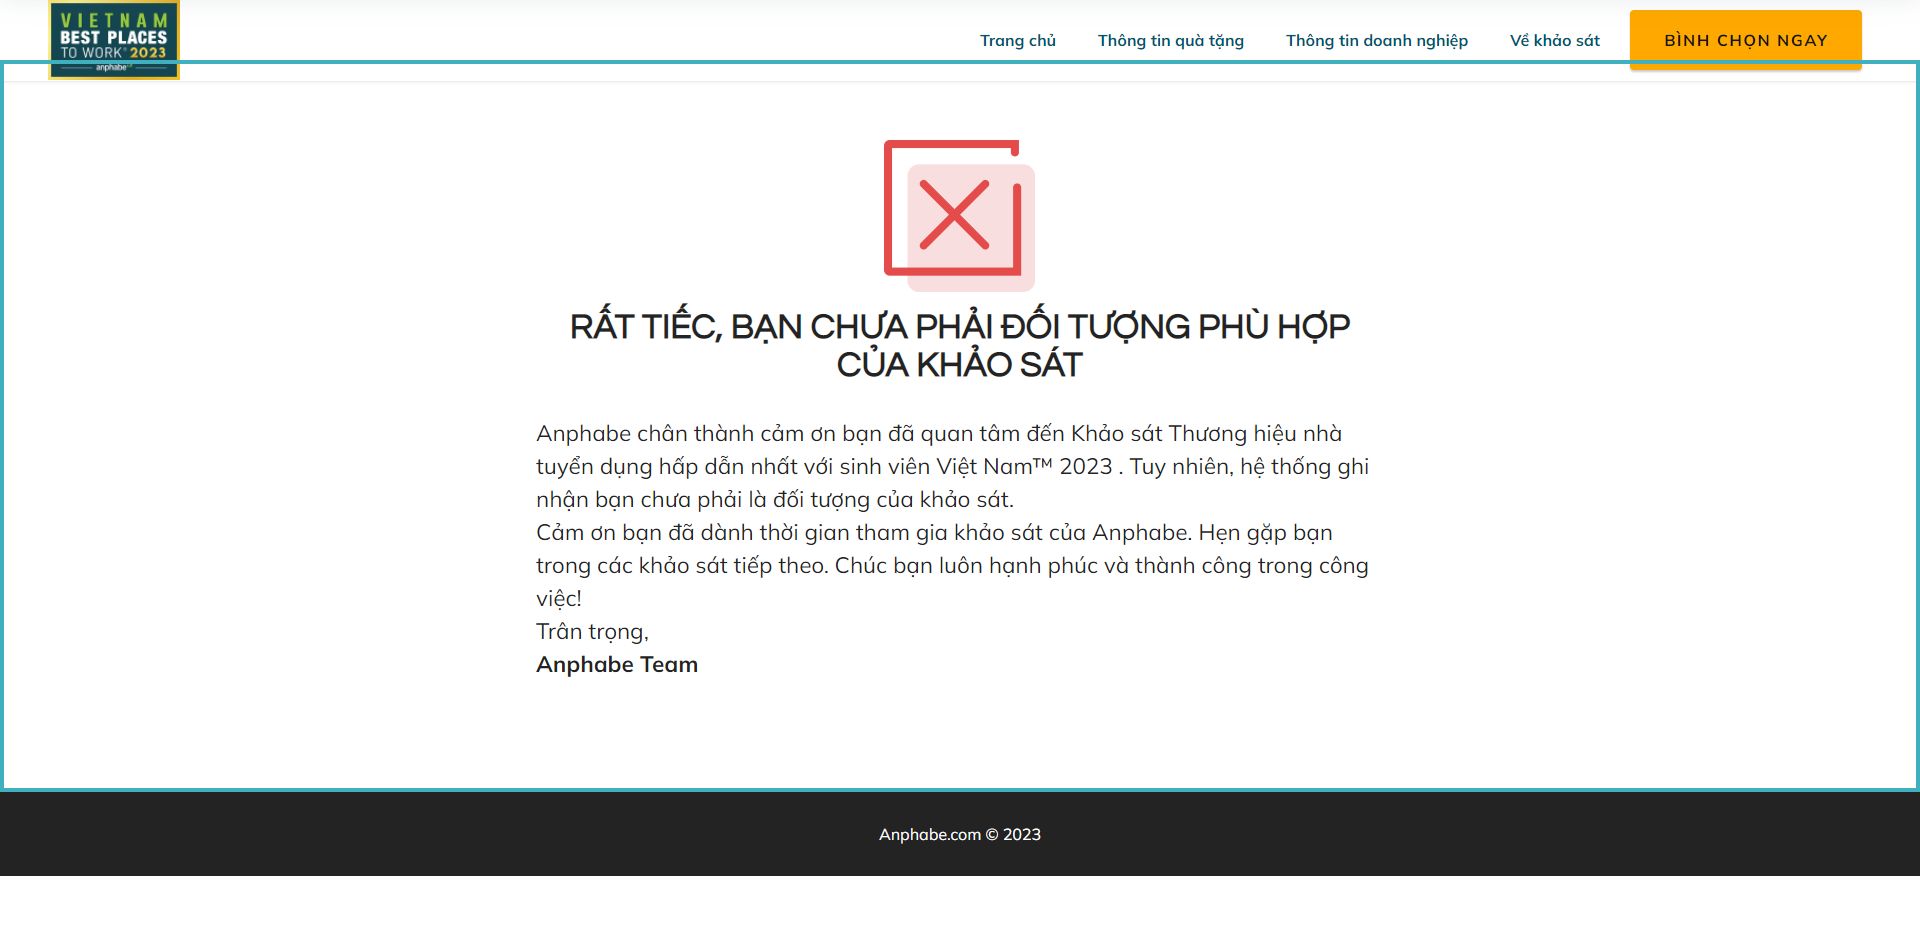 VIETNAM
BEST PLACES
TO WORK® 2023
anphabe
Trang chủ
Thông tin quà tặng
Thông tin doanh nghiệp
Về khảo sát
BÌNH CHỌN NGAY
RẤT TIẾC, BẠN CHƯA PHẢI ĐỐI TƯỢNG PHÙ HỢP
CỦA KHẢO SÁT
Anphabe chân thành cảm ơn bạn đã quan tâm đến Khảo sát Thương hiệu nhà
tuyển dụng hấp dẫn nhất với sinh viên Việt Nam™ 2023 . Tuy nhiên, hệ thống ghi
nhận bạn chưa phải là đối tượng của khảo sát.
Cảm ơn bạn đã dành thời gian tham gia khảo sát của Anphabe. Hẹn gặp bạn
trong các khảo sát tiếp theo. Chúc bạn luôn hạnh phúc và thành công trong công
việc!
Trân trọng,
Anphabe Team
Anphabe.com © 2023